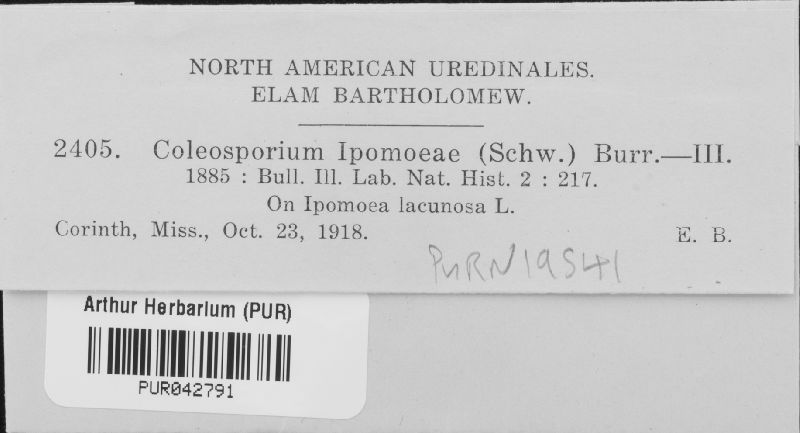 NORTH AMERICAN UREDINALES.
ELAM BARTHOLOMEW.
2405. Coleosporium Ipomoeae (Schw.) Burr.—III.
1885 : Bull. Ill. Lab. Nat. Hist. 2 : 217.
On Ipomoea lacunosa L.
Corinth, Miss., Oct. 23, 1918. E. B.
PURN19541
Arthur Herbarium (PUR)
PUR042791